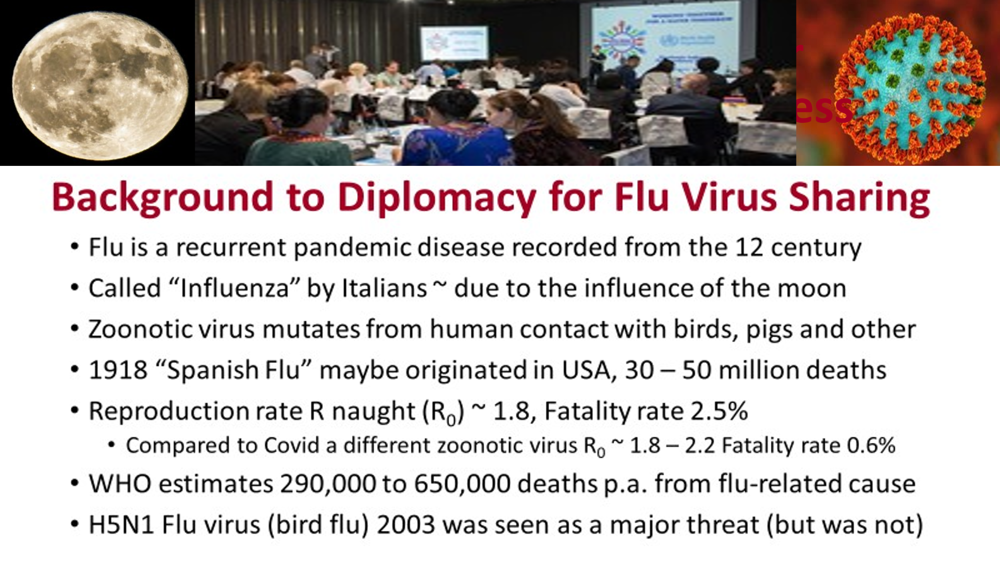 ess
Background to Diplomacy for Flu Virus Sharing
• Flu is a recurrent pandemic disease recorded from the 12 century
• Called “Influenza” by Italians ~ due to the influence of the moon
• Zoonotic virus mutates from human contact with birds, pigs and other
• 1918 “Spanish Flu” maybe originated in USA, 30 – 50 million deaths
• Reproduction rate R naught (R₀) ~ 1.8, Fatality rate 2.5%
• Compared to Covid a different zoonotic virus R₀ ~ 1.8 – 2.2 Fatality rate 0.6%
• WHO estimates 290,000 to 650,000 deaths p.a. from flu-related cause
• H5N1 Flu virus (bird flu) 2003 was seen as a major threat (but was not)